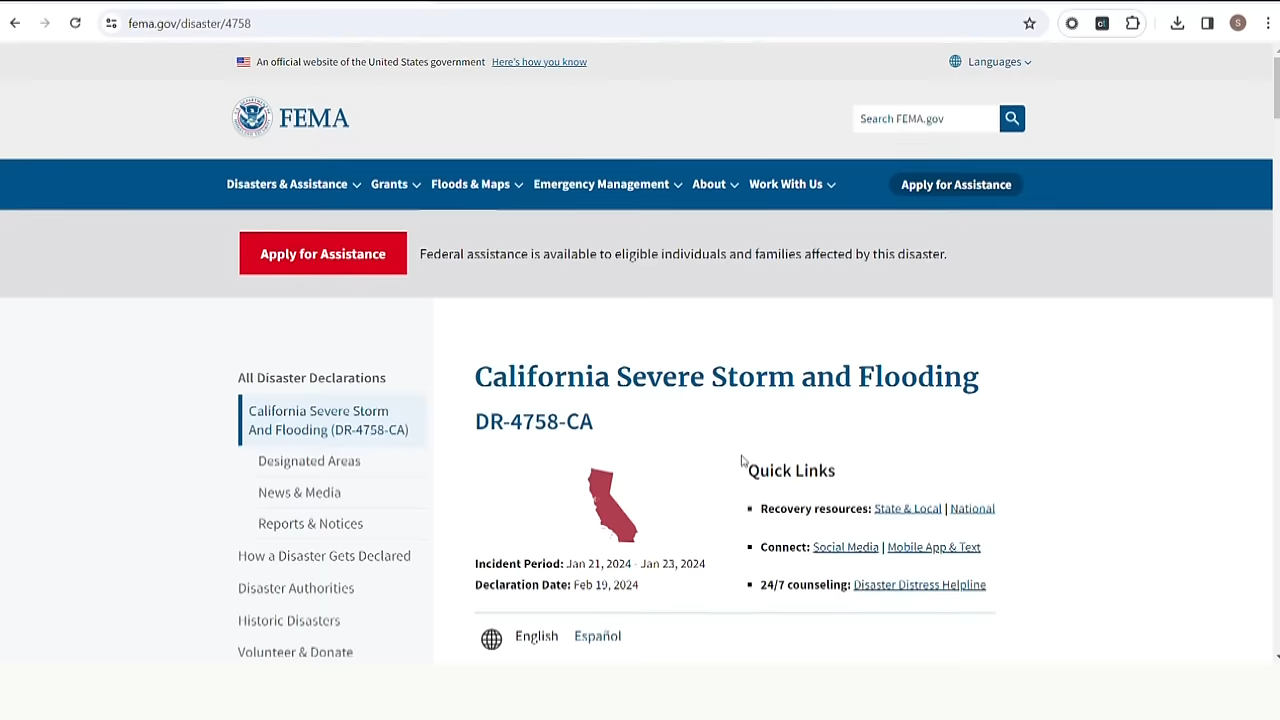 fema.gov/disaster/4758
S
An official website of the United States government Here's how you know
Languages
FEMA
Search FEMA.gov
Disasters & Assistance Grants Floods & Maps Emergency Management About Work With Us Apply for Assistance
Apply for Assistance Federal assistance is available to eligible individuals and families affected by this disaster.
All Disaster Declarations
California Severe Storm
And Flooding (DR-4758-CA)
Designated Areas
News & Media
Reports & Notices
How a Disaster Gets Declared
Disaster Authorities
Historic Disasters
Volunteer & Donate
California Severe Storm and Flooding
DR-4758-CA
Incident Period: Jan 21, 2024 - Jan 23, 2024
Declaration Date: Feb 19, 2024
Quick Links
Recovery resources: State & Local | National
Connect: Social Media | Mobile App & Text
24/7 counseling: Disaster Distress Helpline
English Español